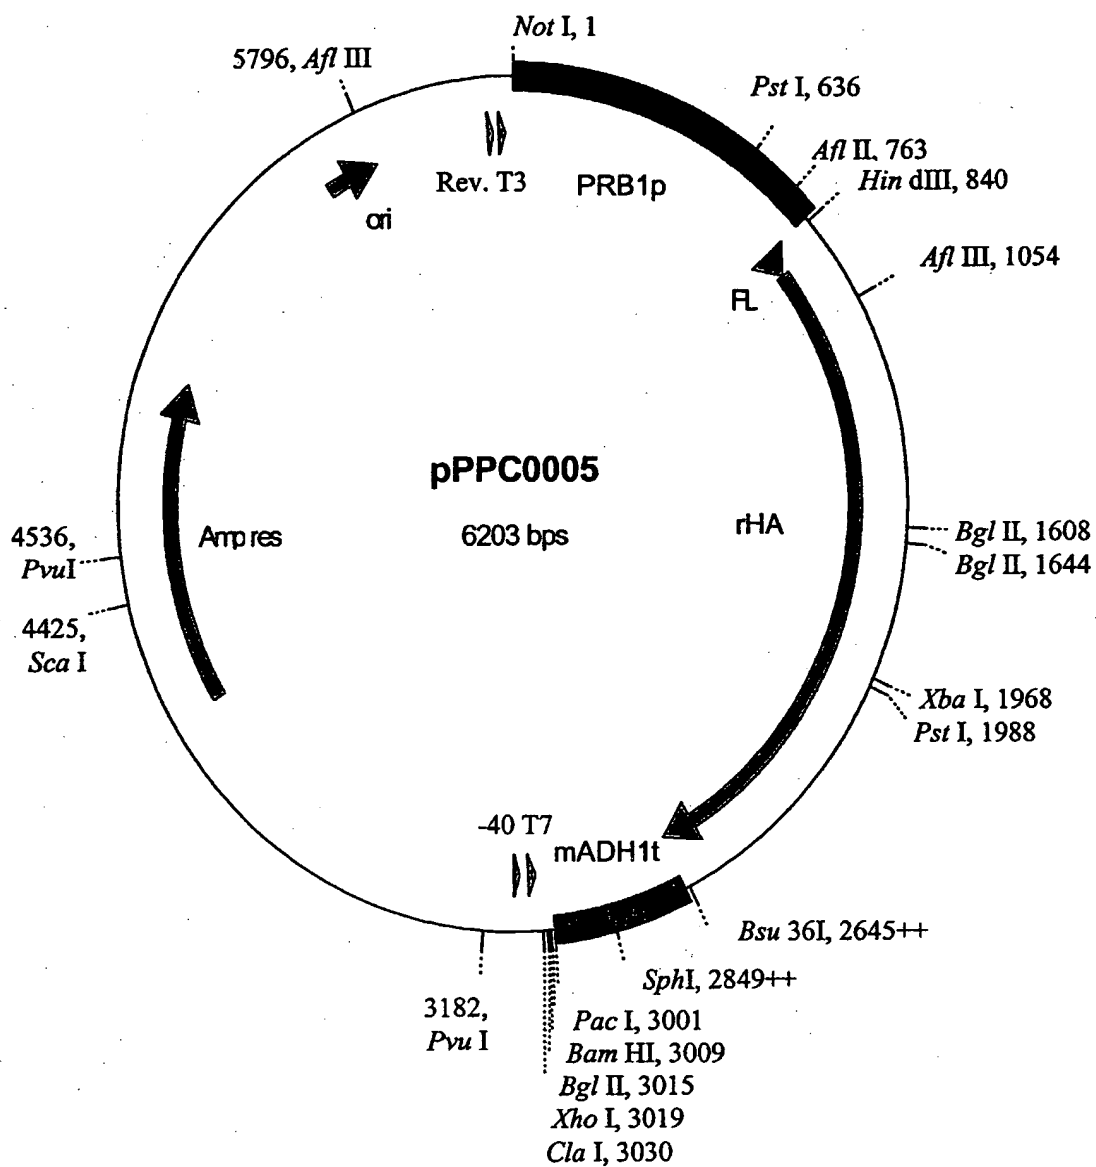 Not I, 1
5796, Afl III
Pst I, 636
Afl II, 763
Hin dIII, 840
Rev. T3
PRB1p
ori
Afl III, 1054
FL
pPPC0005
6203 bps
rHA
Amp res
4536,
PvuI
Bgl II, 1608
Bgl II, 1644
4425,
Sca I
Xba I, 1968
Pst I, 1988
-40 T7
mADH1t
Bsu 36I, 2645++
SphI, 2849++
3182,
Pvu I
Pac I, 3001
Bam HI, 3009
Bgl II, 3015
Xho I, 3019
Cla I, 3030